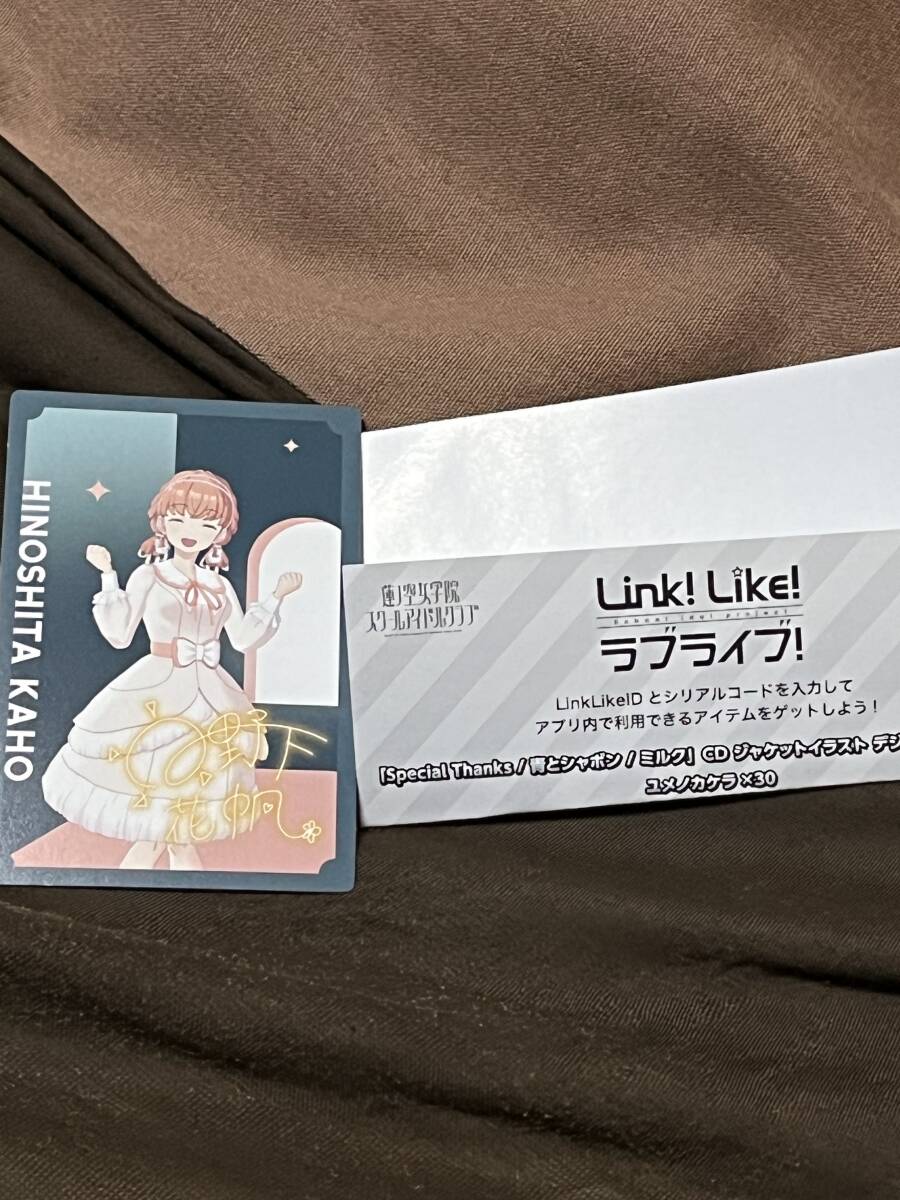 HINOSHITA KAHO
日野下
花帆
蓮ノ空女学院
スクールアイドルクラブ
Link! Like!
School idol project
ラブライブ!
LinkLikeID とシリアルコードを入力して
アプリ内で利用できるアイテムをゲットしよう!
「Special Thanks / 青とシャボン / ミルク」 CD ジャケットイラスト デジ
ユメノカケラ ×30